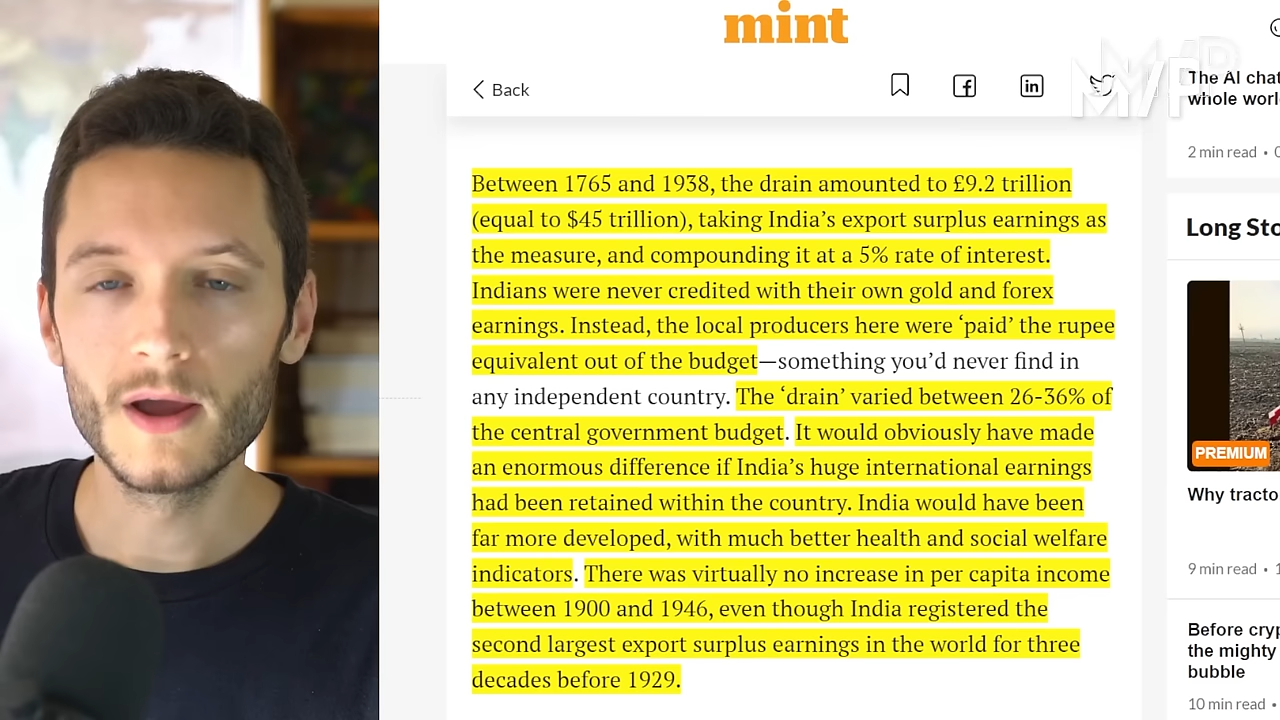 mint
Back
Between 1765 and 1938, the drain amounted to £9.2 trillion
(equal to $45 trillion), taking India’s export surplus earnings as
the measure, and compounding it at a 5% rate of interest.
Indians were never credited with their own gold and forex
earnings. Instead, the local producers here were ‘paid’ the rupee
equivalent out of the budget—something you’d never find in
any independent country. The ‘drain’ varied between 26-36% of
the central government budget. It would obviously have made
an enormous difference if India’s huge international earnings
had been retained within the country. India would have been
far more developed, with much better health and social welfare
indicators. There was virtually no increase in per capita income
between 1900 and 1946, even though India registered the
second largest export surplus earnings in the world for three
decades before 1929.
The AI chat
whole worl
2 min read •
Long Sto
PREMIUM
Why tracto
9 min read • 1
Before cryp
the mighty
bubble
10 min read •